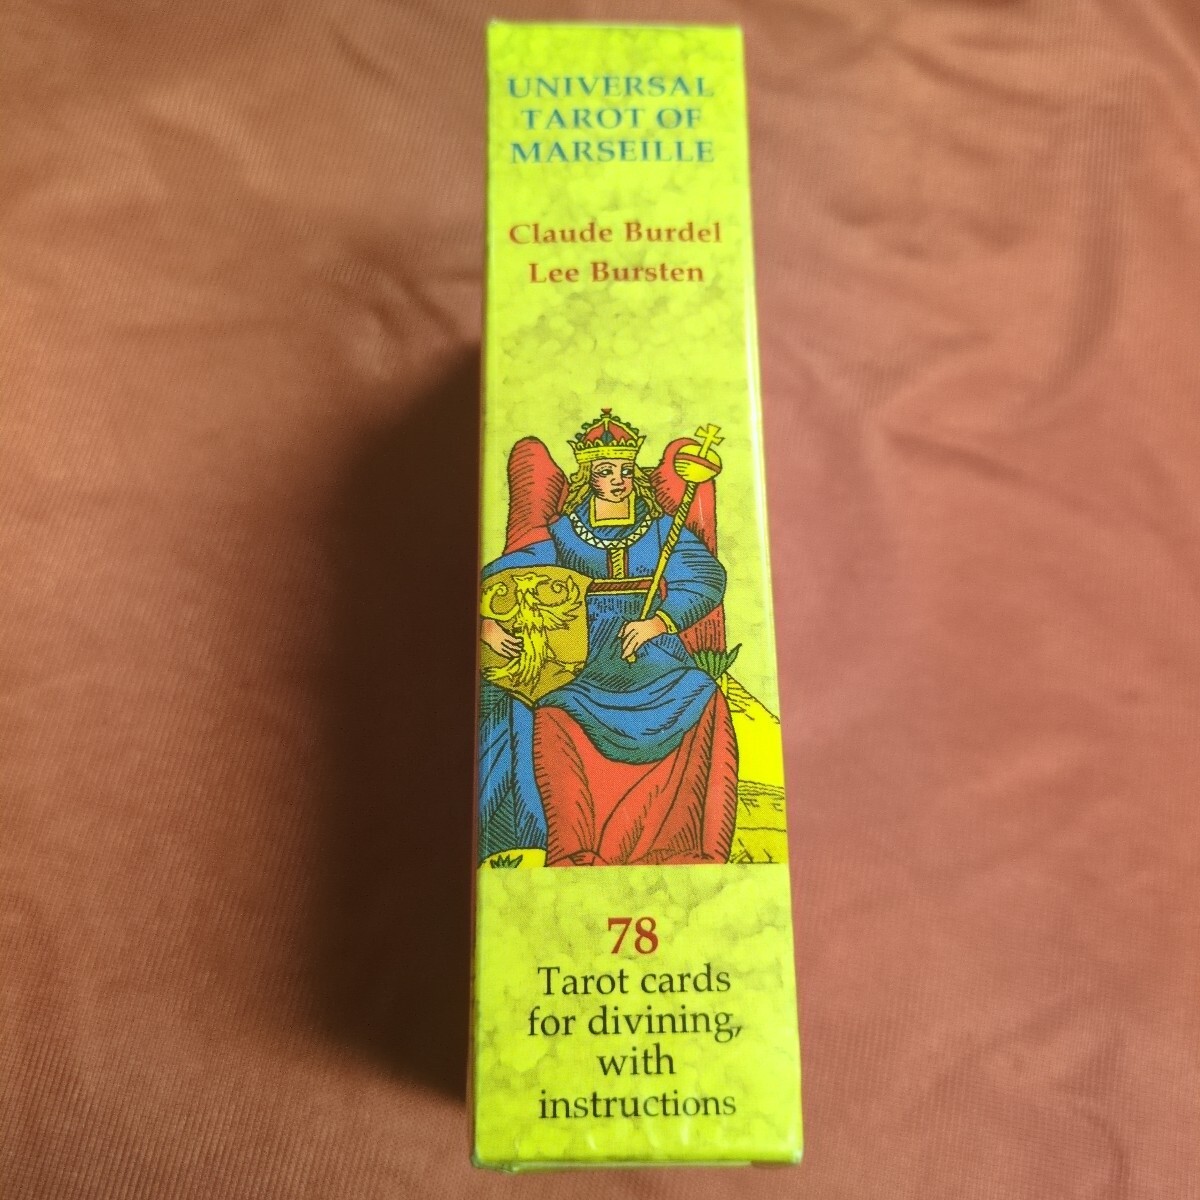 UNIVERSAL
TAROT OF
MARSEILLE
Claude Burdel
Lee Bursten
78
Tarot cards
for divining,
with
instructions